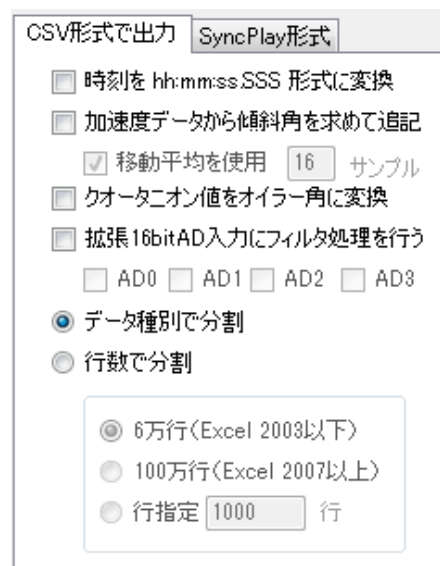 CSV形式で出力 SyncPlay形式
時刻を hh:mm:ss.SSS 形式に変換
加速度データから傾斜角を求めて追記
移動平均を使用 16 サンプル
クオータニオン値をオイラー角に変換
拡張16bitAD入力にフィルタ処理を行う
AD0 AD1 AD2 AD3
データ種別で分割
行数で分割
6万行(Excel 2003以下)
100万行(Excel 2007以上)
行指定 1000 行